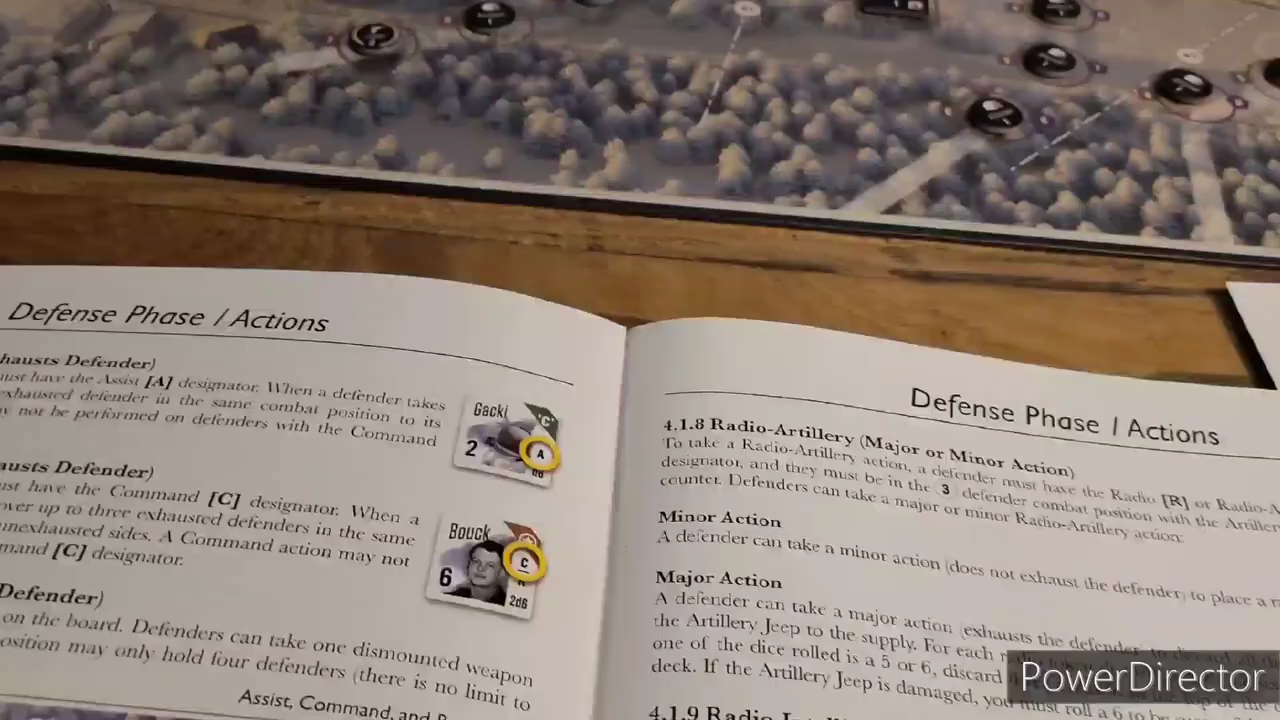 Defense Phase / Actions
hausts Defender)
must have the Assist [A] designator. When a defender takes
exhausted defender in the same combat position to its
y not be performed on defenders with the Command
Gacki
"C"
2
A
d6
austs Defender)
ust have the Command [C] designator. When a
over up to three exhausted defenders in the same
unexhausted sides. A Command action may not
mand [C] designator.
Bouck
6
C
2d6
Defender)
on the board. Defenders can take one dismounted weapon
osition may only hold four defenders (there is no limit to
Assist, Command, and
Defense Phase / Actions
4.1.8 Radio-Artillery (Major or Minor Action)
To take a Radio-Artillery action, a defender must have the Radio [R] or Radio-A
designator, and they must be in the 3 defender combat position with the Artiller
counter. Defenders can take a major or minor Radio-Artillery action:
Minor Action
A defender can take a minor action (does not exhaust the defender) to place a
Major Action
A defender can take a major action (exhausts the defender to discard all
the Artillery Jeep to the supply. For each
one of the dice rolled is a 5 or 6, discard top of the
deck. If the Artillery Jeep is damaged, you must roll a 6 to
4.1.9 Radio
PowerDirector